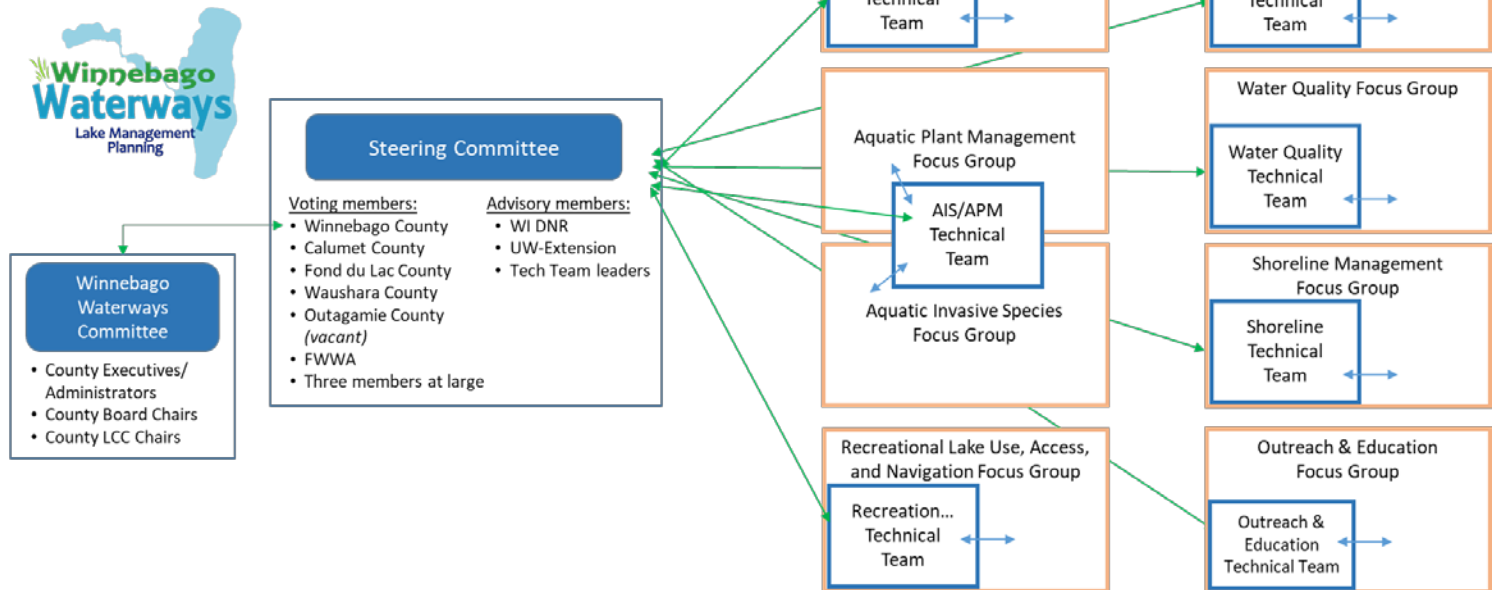 Winnebago
Waterways
Lake Management
Planning
Steering Committee
Voting members:
• Winnebago County
• Calumet County
• Fond du Lac County
• Waushara County
• Outagamie County
(vacant)
• FWWA
• Three members at large
Advisory members:
• WI DNR
• UW-Extension
• Tech Team leaders
Winnebago
Waterways
Committee
• County Executives/
Administrators
• County Board Chairs
• County LCC Chairs
Technical
Team
Technical
Team
Aquatic Plant Management
Focus Group
AIS/APM
Technical
Team
Aquatic Invasive Species
Focus Group
Water Quality Focus Group
Water Quality
Technical
Team
Shoreline Management
Focus Group
Shoreline
Technical
Team
Recreational Lake Use, Access,
and Navigation Focus Group
Recreation...
Technical
Team
Outreach & Education
Focus Group
Outreach &
Education
Technical Team